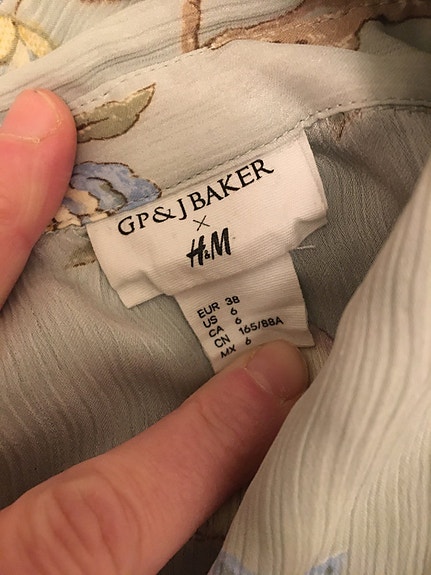 GP & J BAKER
×
H&M
EUR 38
US 6
CA 6
CN 165/88A
MX 6